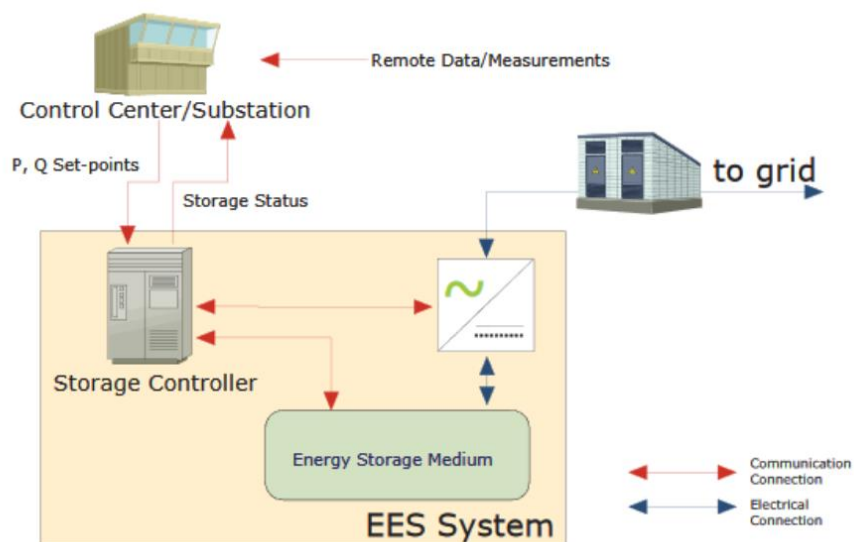 Remote Data/Measurements
Control Center/Substation
P, Q Set-points
Storage Status
to grid
Storage Controller
Energy Storage Medium
EES System
Communication
Connection
Electrical
Connection